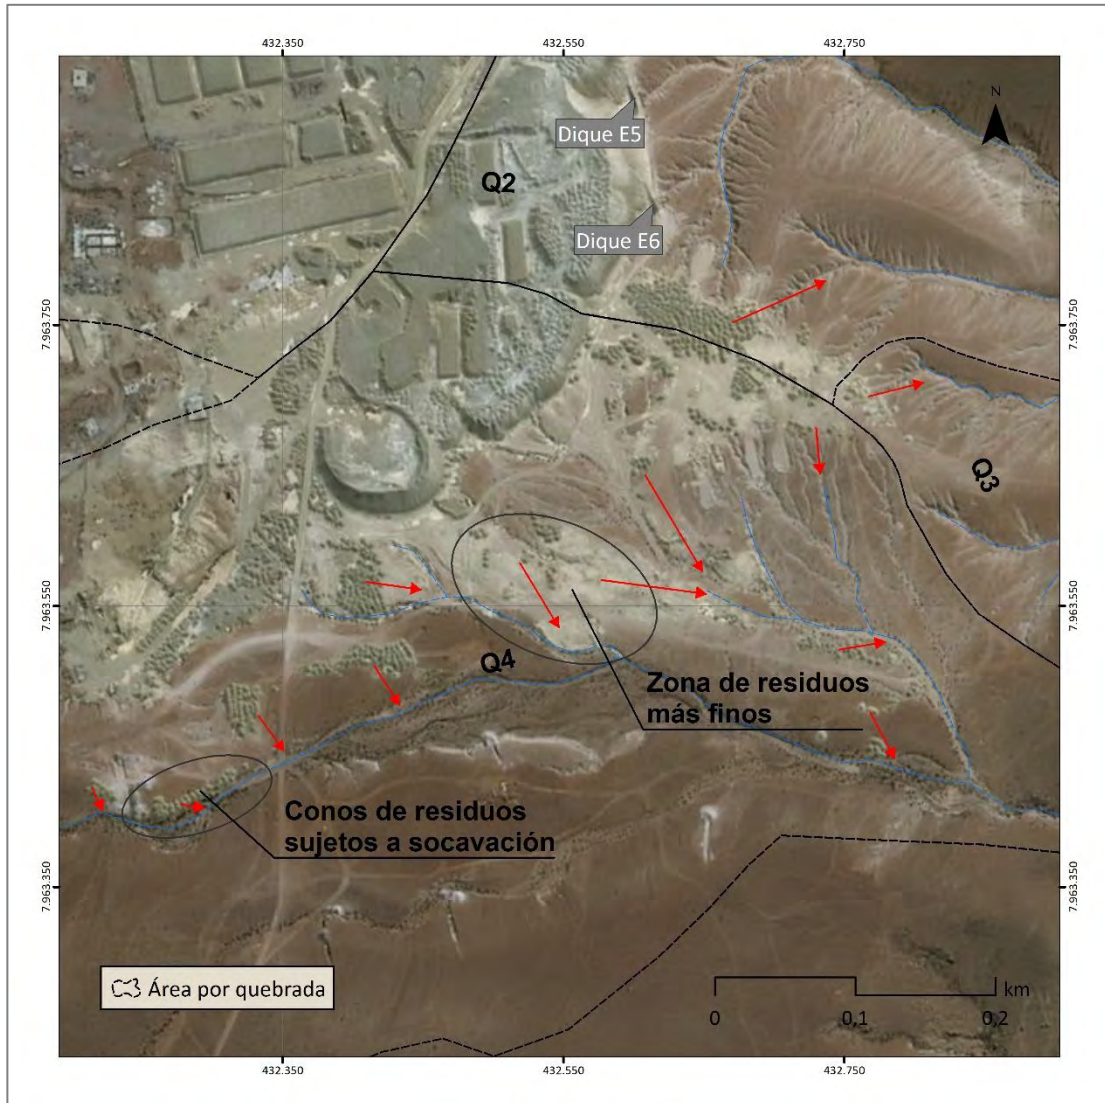 432.350
432.550
432.750
N
Dique E5
Q2
Dique E6
7.963.750
7.963.750
Q3
7.963.550
7.963.550
Q4
Zona de residuos
más finos
Conos de residuos
sujetos a socavación
7.963.350
7.963.350
Área por quebrada
km
0
0,1
0,2
432.350
432.550
432.750